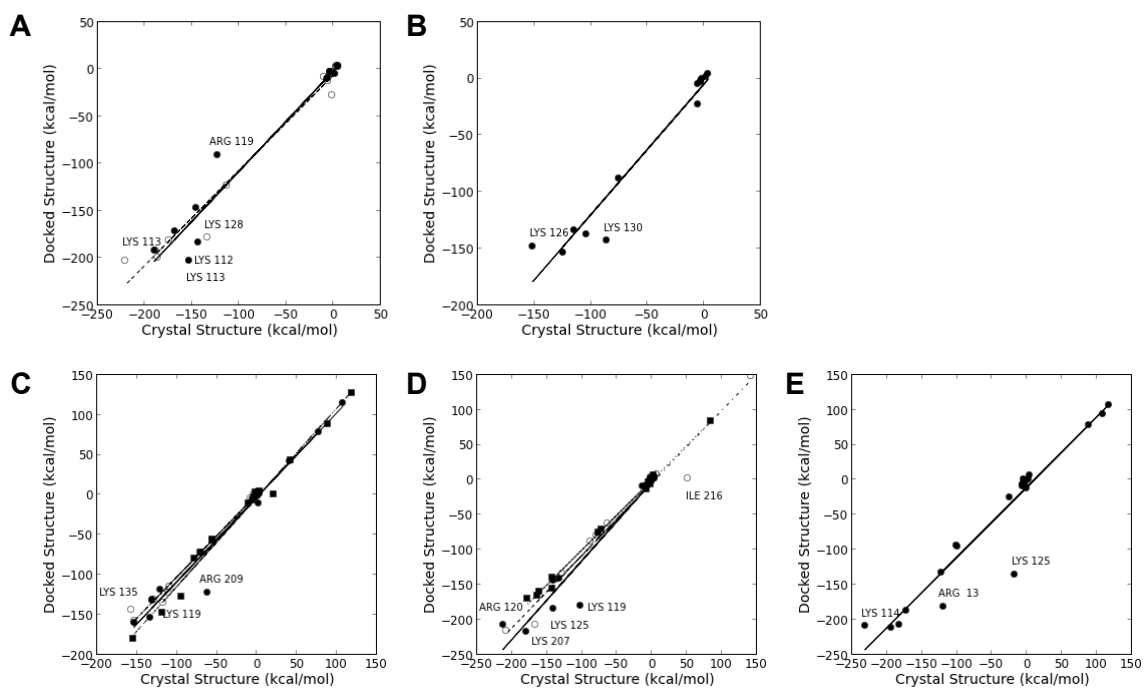 A
B
50
0
−50
−100
−150
−200
−250
Docked Structure (kcal/mol)
ARG 119
LYS 128
LYS 113
LYS 112
LYS 113
−250 −200 −150 −100 −50 0 50
Crystal Structure (kcal/mol)
50
0
−50
−100
−150
−200
Docked Structure (kcal/mol)
LYS 126
LYS 130
−200 −150 −100 −50 0 50
Crystal Structure (kcal/mol)
C
D
E
150
100
50
0
−50
−100
−150
−200
Docked Structure (kcal/mol)
LYS 135
ARG 209
LYS 119
−200 −150 −100 −50 0 50 100 150
Crystal Structure (kcal/mol)
150
100
50
0
−50
−100
−150
−200
−250
Docked Structure (kcal/mol)
ILE 216
ARG 120
LYS 119
LYS 125
LYS 207
−250 −200 −150 −100 −50 0 50 100 150
Crystal Structure (kcal/mol)
150
100
50
0
−50
−100
−150
−200
−250
Docked Structure (kcal/mol)
LYS 125
ARG 13
LYS 114
−250 −200 −150 −100 −50 0 50 100 150
Crystal Structure (kcal/mol)